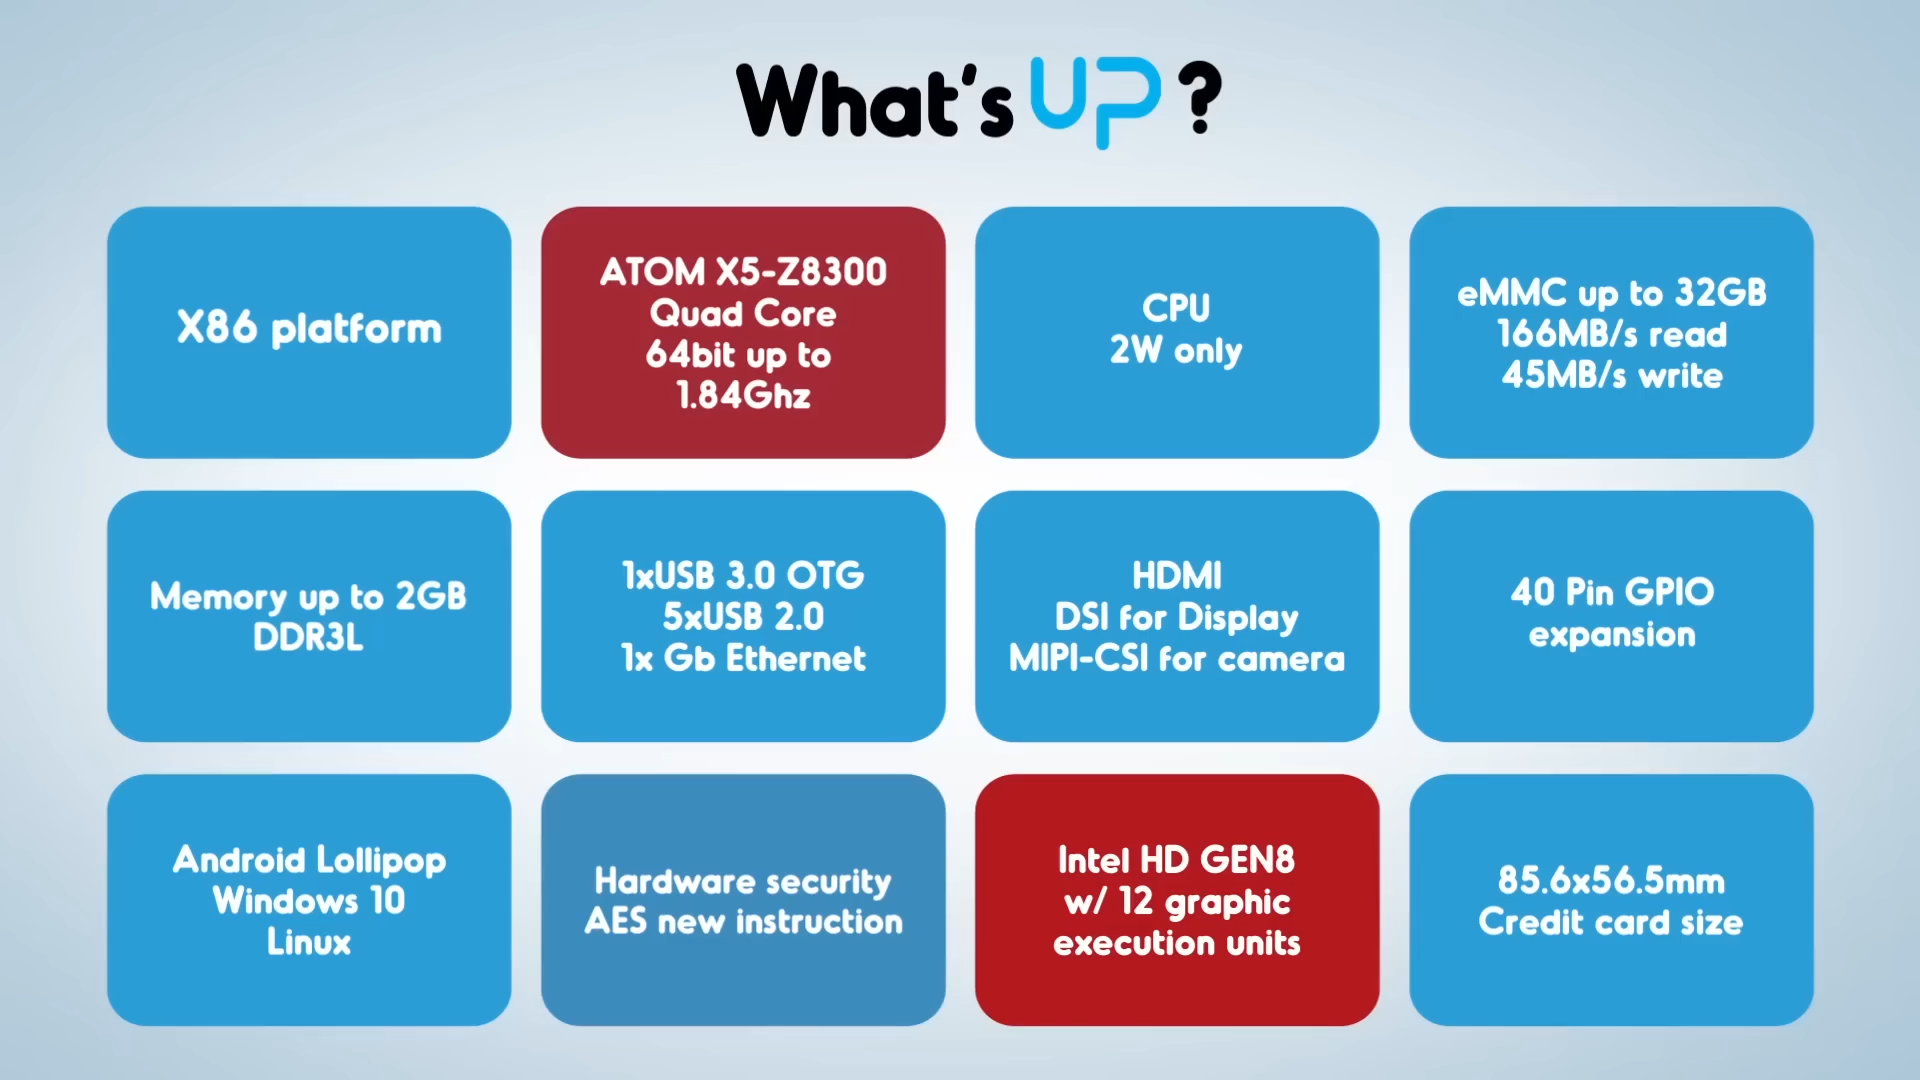 What's UP ?
X86 platform
ATOM X5-Z8300
Quad Core
64bit up to
1.84Ghz
CPU
2W only
eMMC up to 32GB
166MB/s read
45MB/s write
Memory up to 2GB
DDR3L
1xUSB 3.0 OTG
5xUSB 2.0
1x Gb Ethernet
HDMI
DSI for Display
MIPI-CSI for camera
40 Pin GPIO
expansion
Android Lollipop
Windows 10
Linux
Hardware security
AES new instruction
Intel HD GEN8
w/ 12 graphic
execution units
85.6x56.5mm
Credit card size